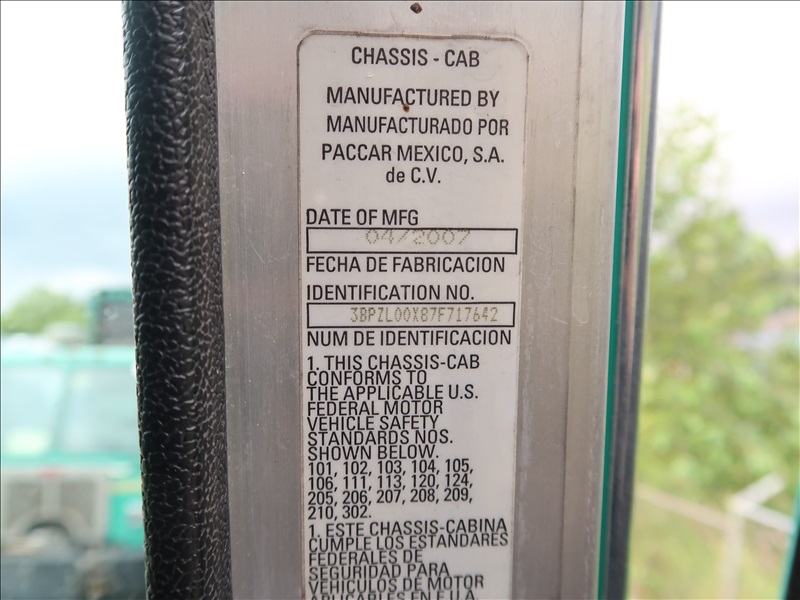 CHASSIS - CAB
MANUFACTURED BY
MANUFACTURADO POR
PACCAR MEXICO, S.A.
de C.V.
DATE OF MFG
04/2007
FECHA DE FABRICACION
IDENTIFICATION NO.
3BPZL00X87F717642
NUM DE IDENTIFICACION
1. THIS CHASSIS-CAB
CONFORMS TO
THE APPLICABLE U.S.
FEDERAL MOTOR
VEHICLE SAFETY
STANDARDS NOS.
SHOWN BELOW.
101, 102, 103, 104, 105,
106, 111, 113, 120, 124,
205, 206, 207, 208, 209,
210, 302.
1. ESTE CHASSIS-CABINA
CUMPLE LOS ESTANDARES
FEDERALES DE
SEGURIDAD PARA
VEHICULOS DE MOTOR
APLICABLES EN E.U.A.